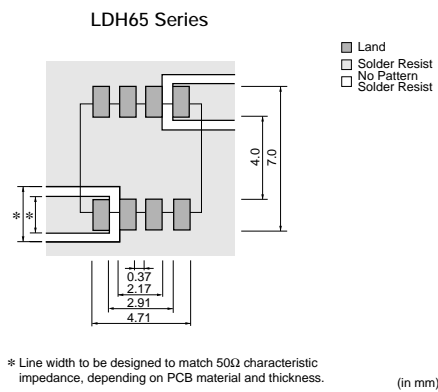 LDH65 Series
Land
Solder Resist
No Pattern
Solder Resist
4.0
7.0
*
*
0.37
2.17
2.91
4.71
* Line width to be designed to match 50Ω characteristic
impedance, depending on PCB material and thickness.
(in mm)